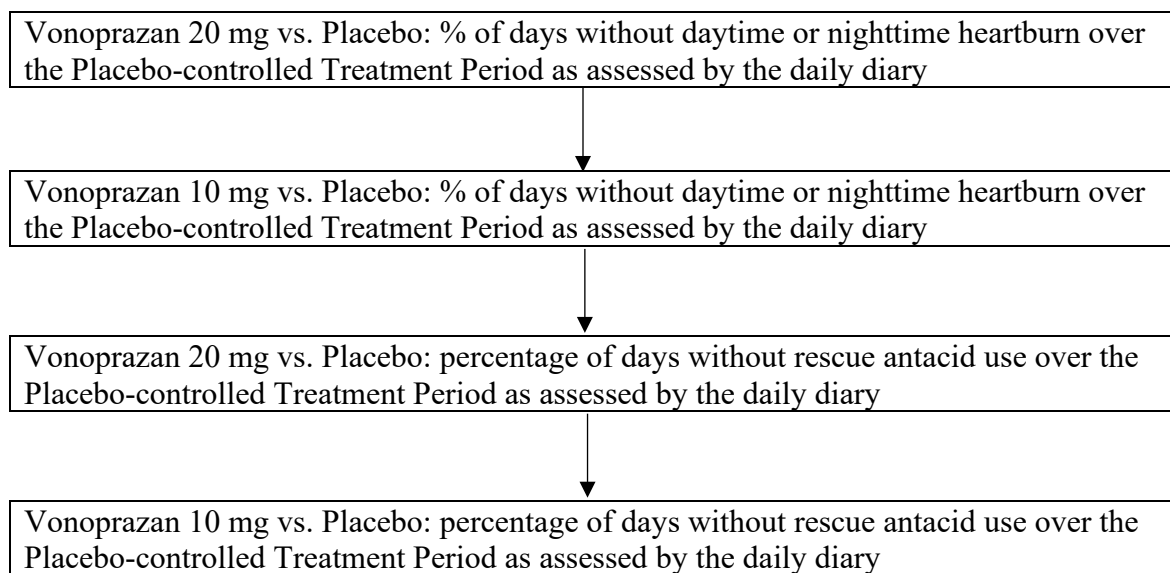 Vonoprazan 20 mg vs. Placebo: % of days without daytime or nighttime heartburn over
the Placebo-controlled Treatment Period as assessed by the daily diary
Vonoprazan 10 mg vs. Placebo: % of days without daytime or nighttime heartburn over
the Placebo-controlled Treatment Period as assessed by the daily diary
Vonoprazan 20 mg vs. Placebo: percentage of days without rescue antacid use over the
Placebo-controlled Treatment Period as assessed by the daily diary
Vonoprazan 10 mg vs. Placebo: percentage of days without rescue antacid use over the
Placebo-controlled Treatment Period as assessed by the daily diary